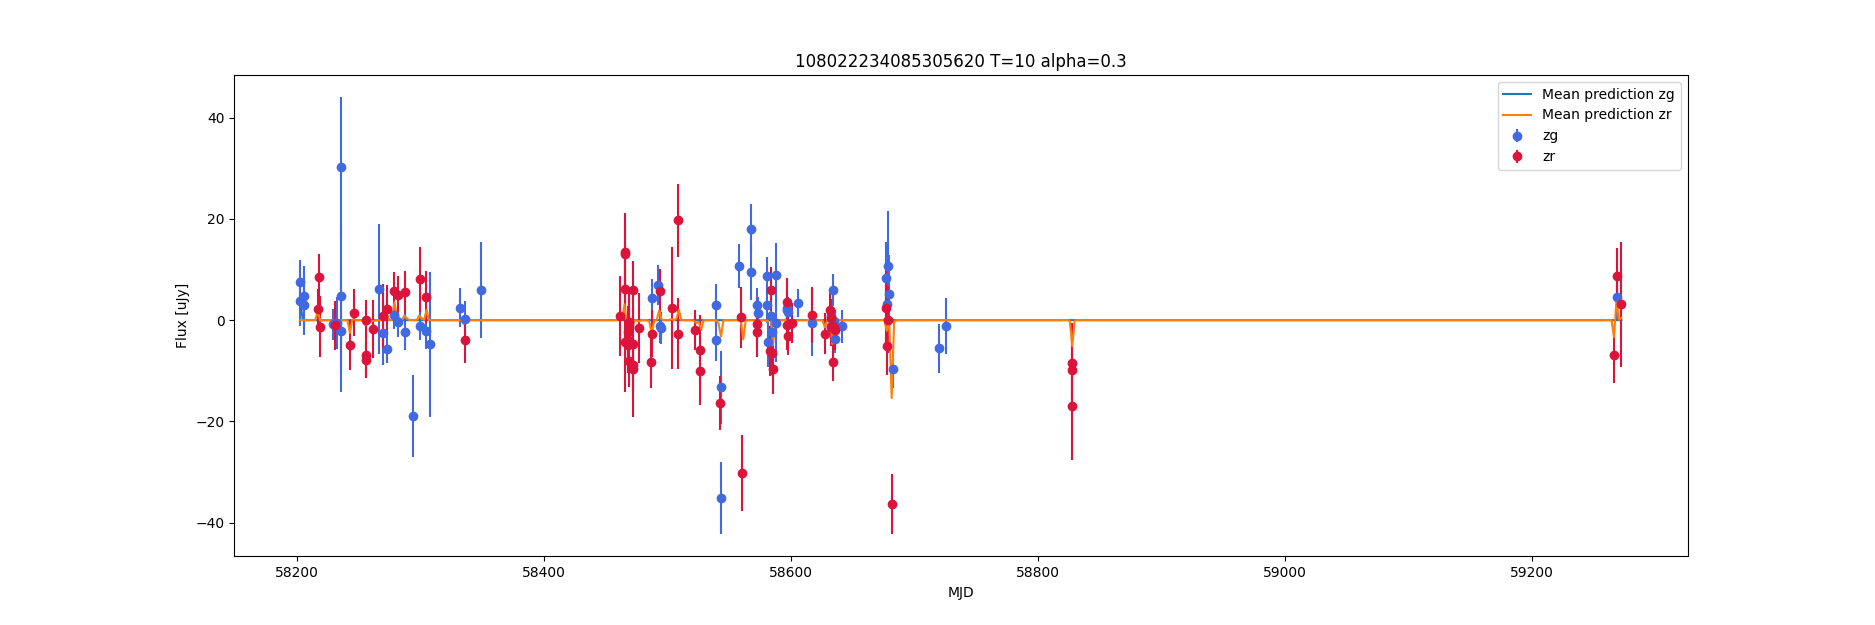 108022234085305620 T=10 alpha=0.3
Mean prediction zg
Mean prediction zr
zg
zr
Flux [uJy]
40
20
0
−20
−40
58200
58400
58600
58800
59000
59200
MJD